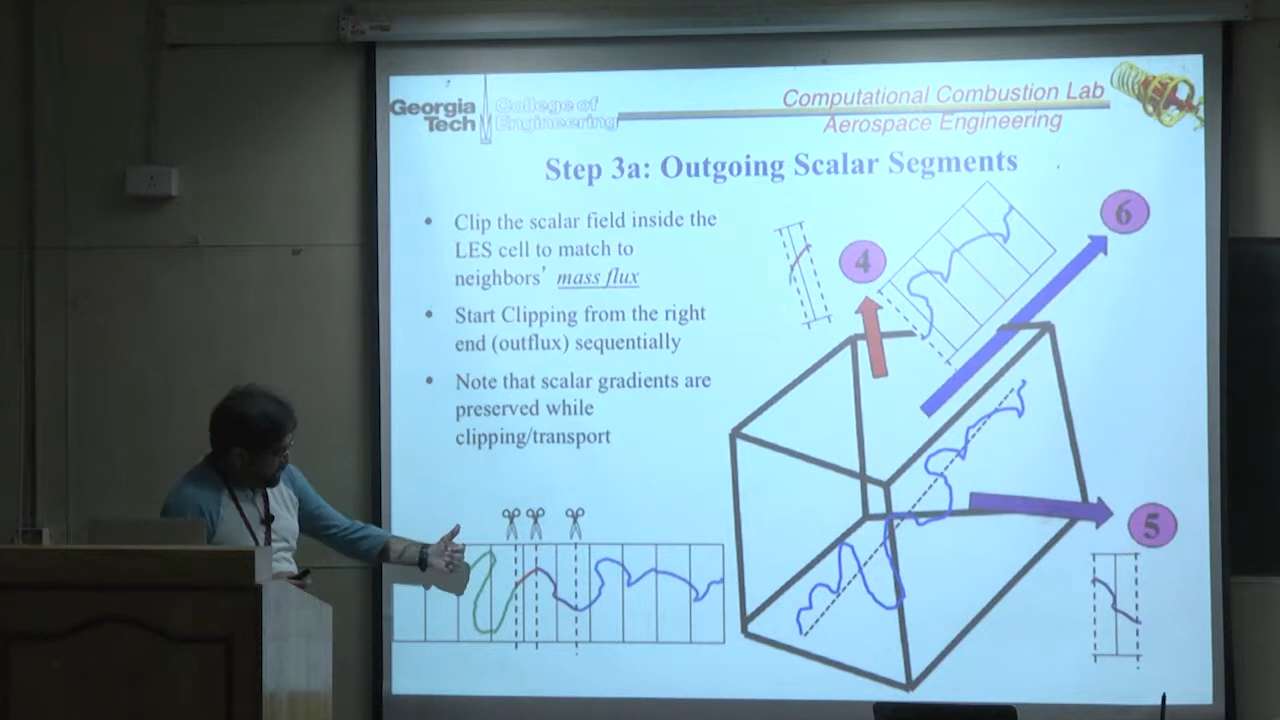 Georgia
Tech
College of
Engineering
Computational Combustion Lab
Aerospace Engineering
Step 3a: Outgoing Scalar Segments
• Clip the scalar field inside the
LES cell to match to
neighbors' mass flux
• Start Clipping from the right
end (outflux) sequentially
• Note that scalar gradients are
preserved while
clipping/transport
4
6
5